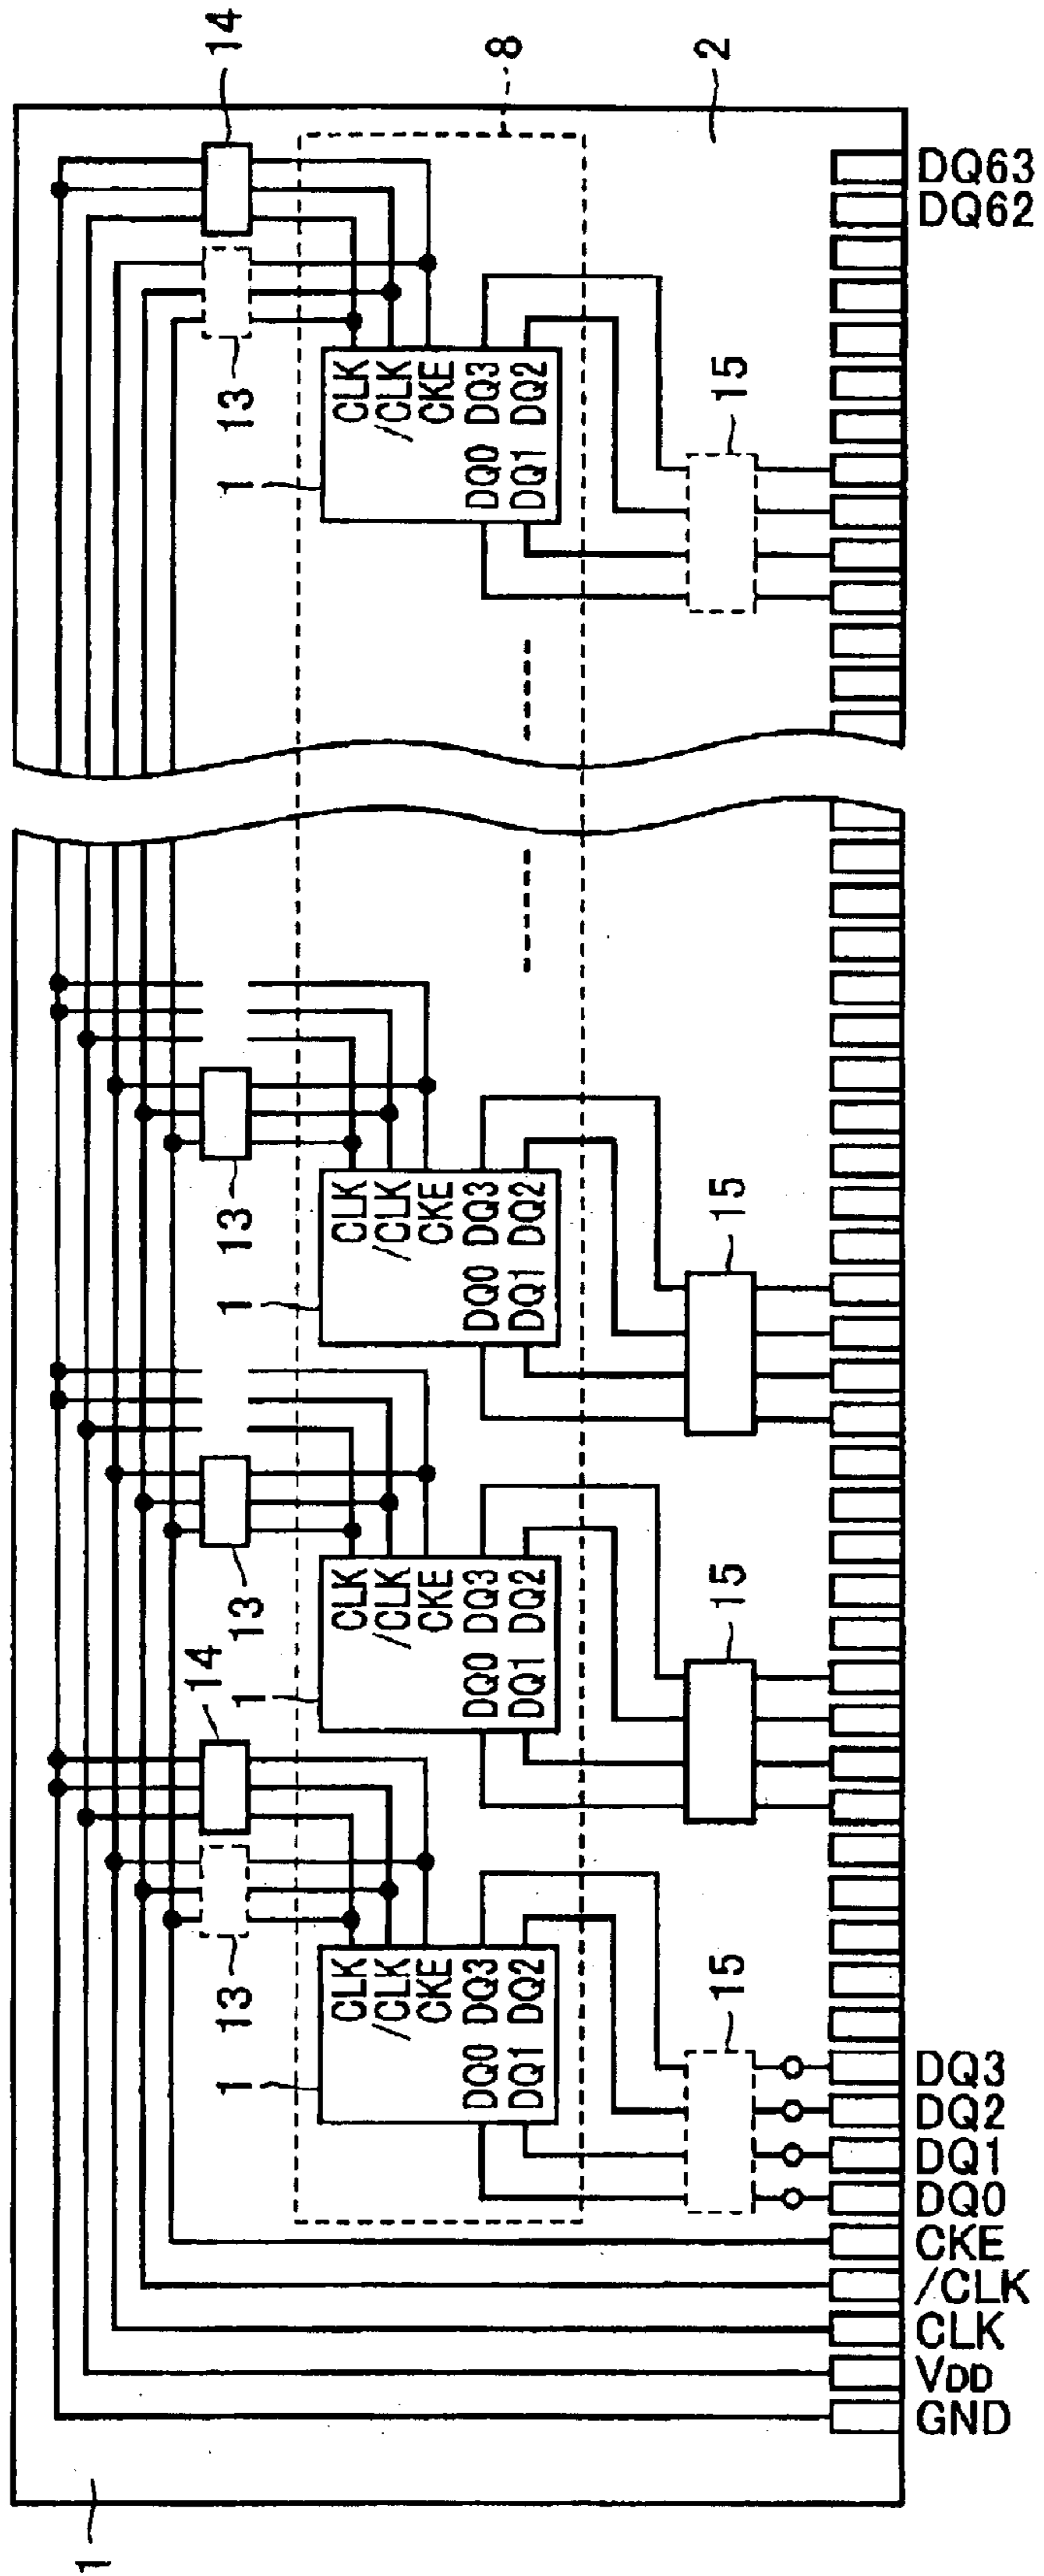 14
8
2
13
1
CLK
/CLK
CKE
DQ0 DQ3
DQ1 DQ2
15
DQ63
DQ62
13
1
CLK
/CLK
CKE
DQ0 DQ3
DQ1 DQ2
15
13
1
CLK
/CLK
CKE
DQ0 DQ3
DQ1 DQ2
15
14
13
1
CLK
/CLK
CKE
DQ0 DQ3
DQ1 DQ2
15
DQ3
DQ2
DQ1
DQ0
CKE
/CLK
CLK
VDD
GND
1